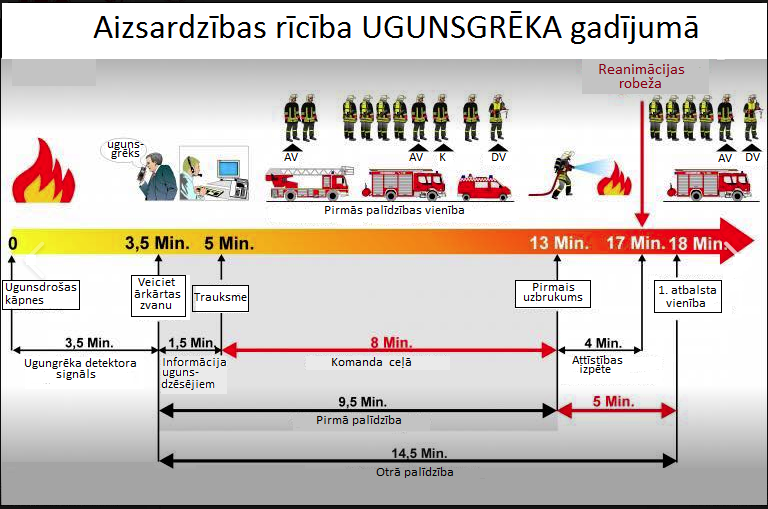 Aizsardzības rīcība UGUNSGRĒKA gadījumā
Reanimācijas
robeža
uguns-
grēks
AV
AV
K
DV
AV
DV
Pirmās palīdzības vienība
0
3,5 Min.
5 Min.
13 Min.
17 Min.
18 Min.
Ugunsdrošas
kāpnes
Veiciet
ārkārtas
zvanu
Trauksme
Pirmais
uzbrukums
1. atbalsta
vienība
3,5 Min.
1,5 Min.
8 Min.
4 Min.
Ugungrēka detektora
signāls
Informācija
uguns-
dzēsējiem
Komanda ceļā
Attīstības
izpēte
9,5 Min.
5 Min.
Pirmā palīdzība
14,5 Min.
Otrā palīdzība